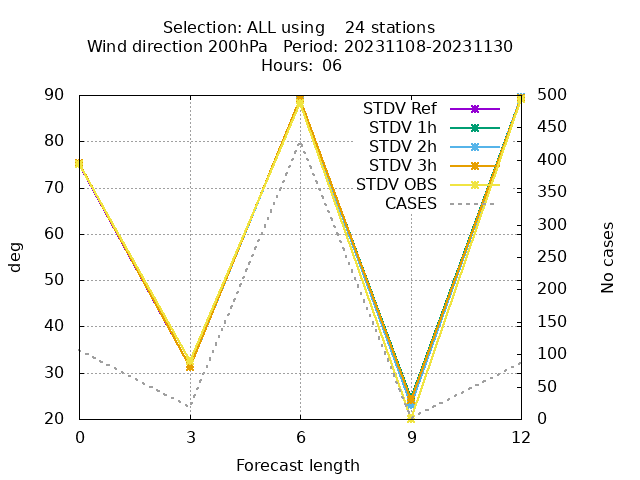 Selection: ALL using    24 stations
Wind direction 200hPa   Period: 20231108-20231130
Hours:  06
90
80
70
60
50
40
30
20
deg
500
450
400
350
300
250
200
150
100
50
0
No cases
STDV Ref
STDV 1h
STDV 2h
STDV 3h
STDV OBS
CASES
0 3 6 9 12
Forecast length